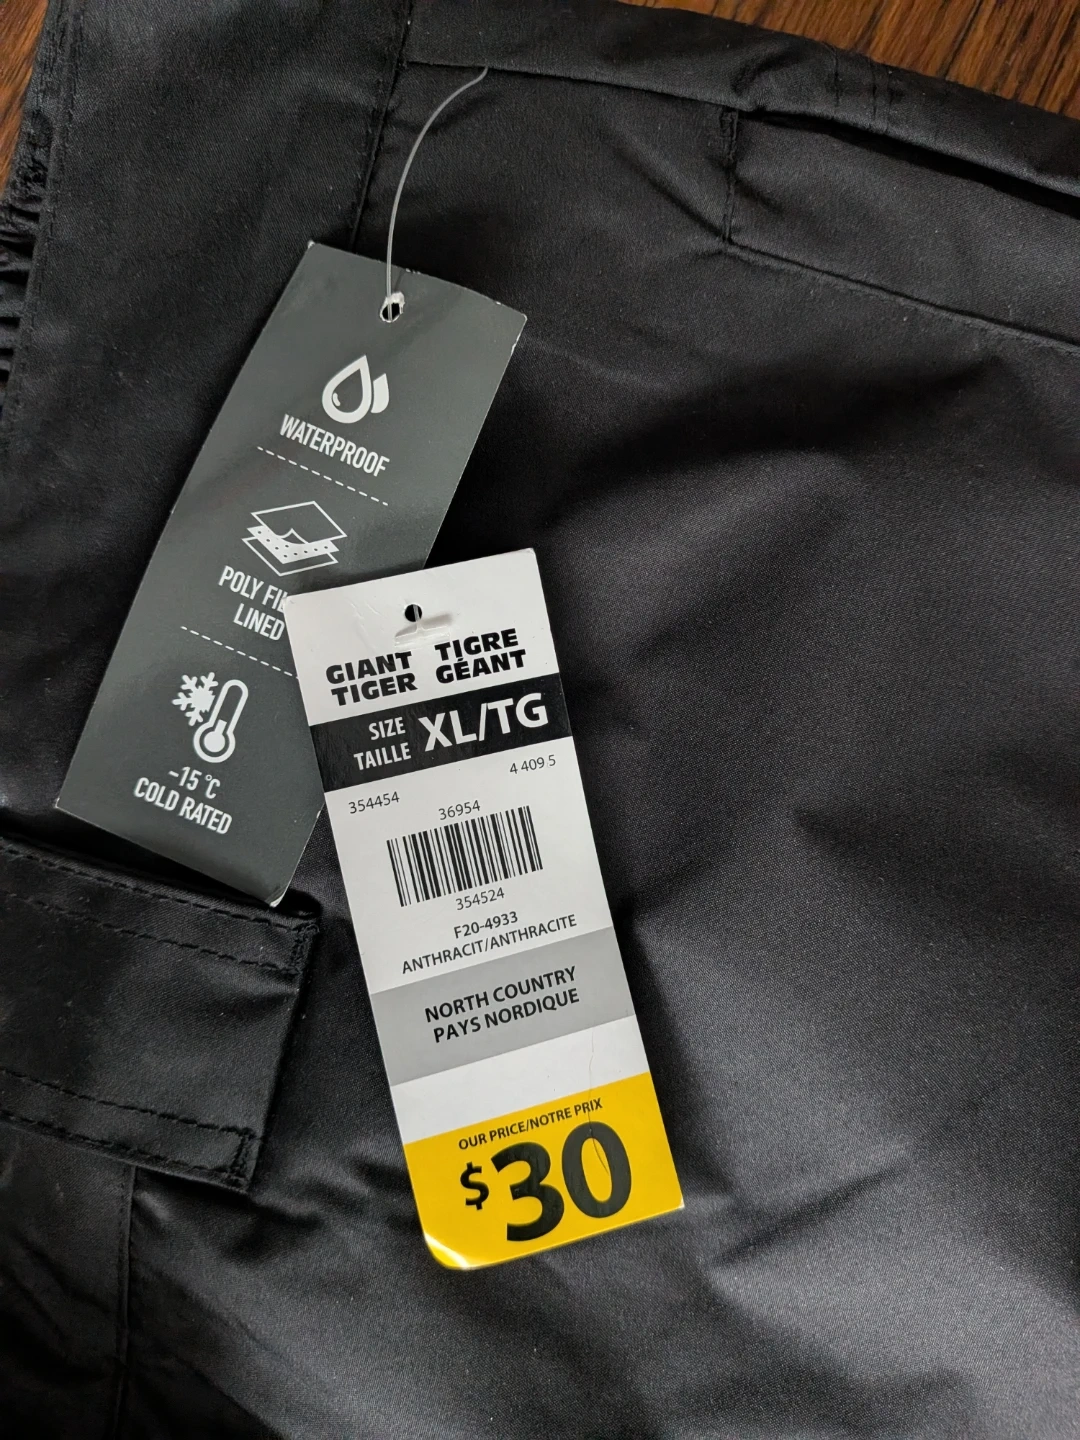 WATERPROOF
POLY
LINED
-15 °C
COLD RATED
GIANT TIGER
TIGRE GÉANT
SIZE
TAILLE
XL/TG
4 409 5
354454
36954
354524
F20-4933
ANTHRACIT/ANTHRACITE
NORTH COUNTRY
PAYS NORDIQUE
OUR PRICE/NOTRE PRIX
$30